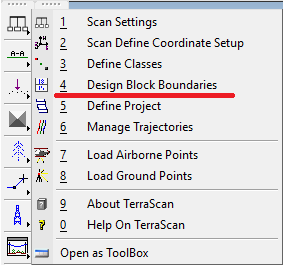 1 Scan Settings
2 Scan Define Coordinate Setup
3 Define Classes
4 Design Block Boundaries
5 Define Project
6 Manage Trajectories
7 Load Airborne Points
8 Load Ground Points
9 About TerraScan
0 Help On TerraScan
Open as ToolBox